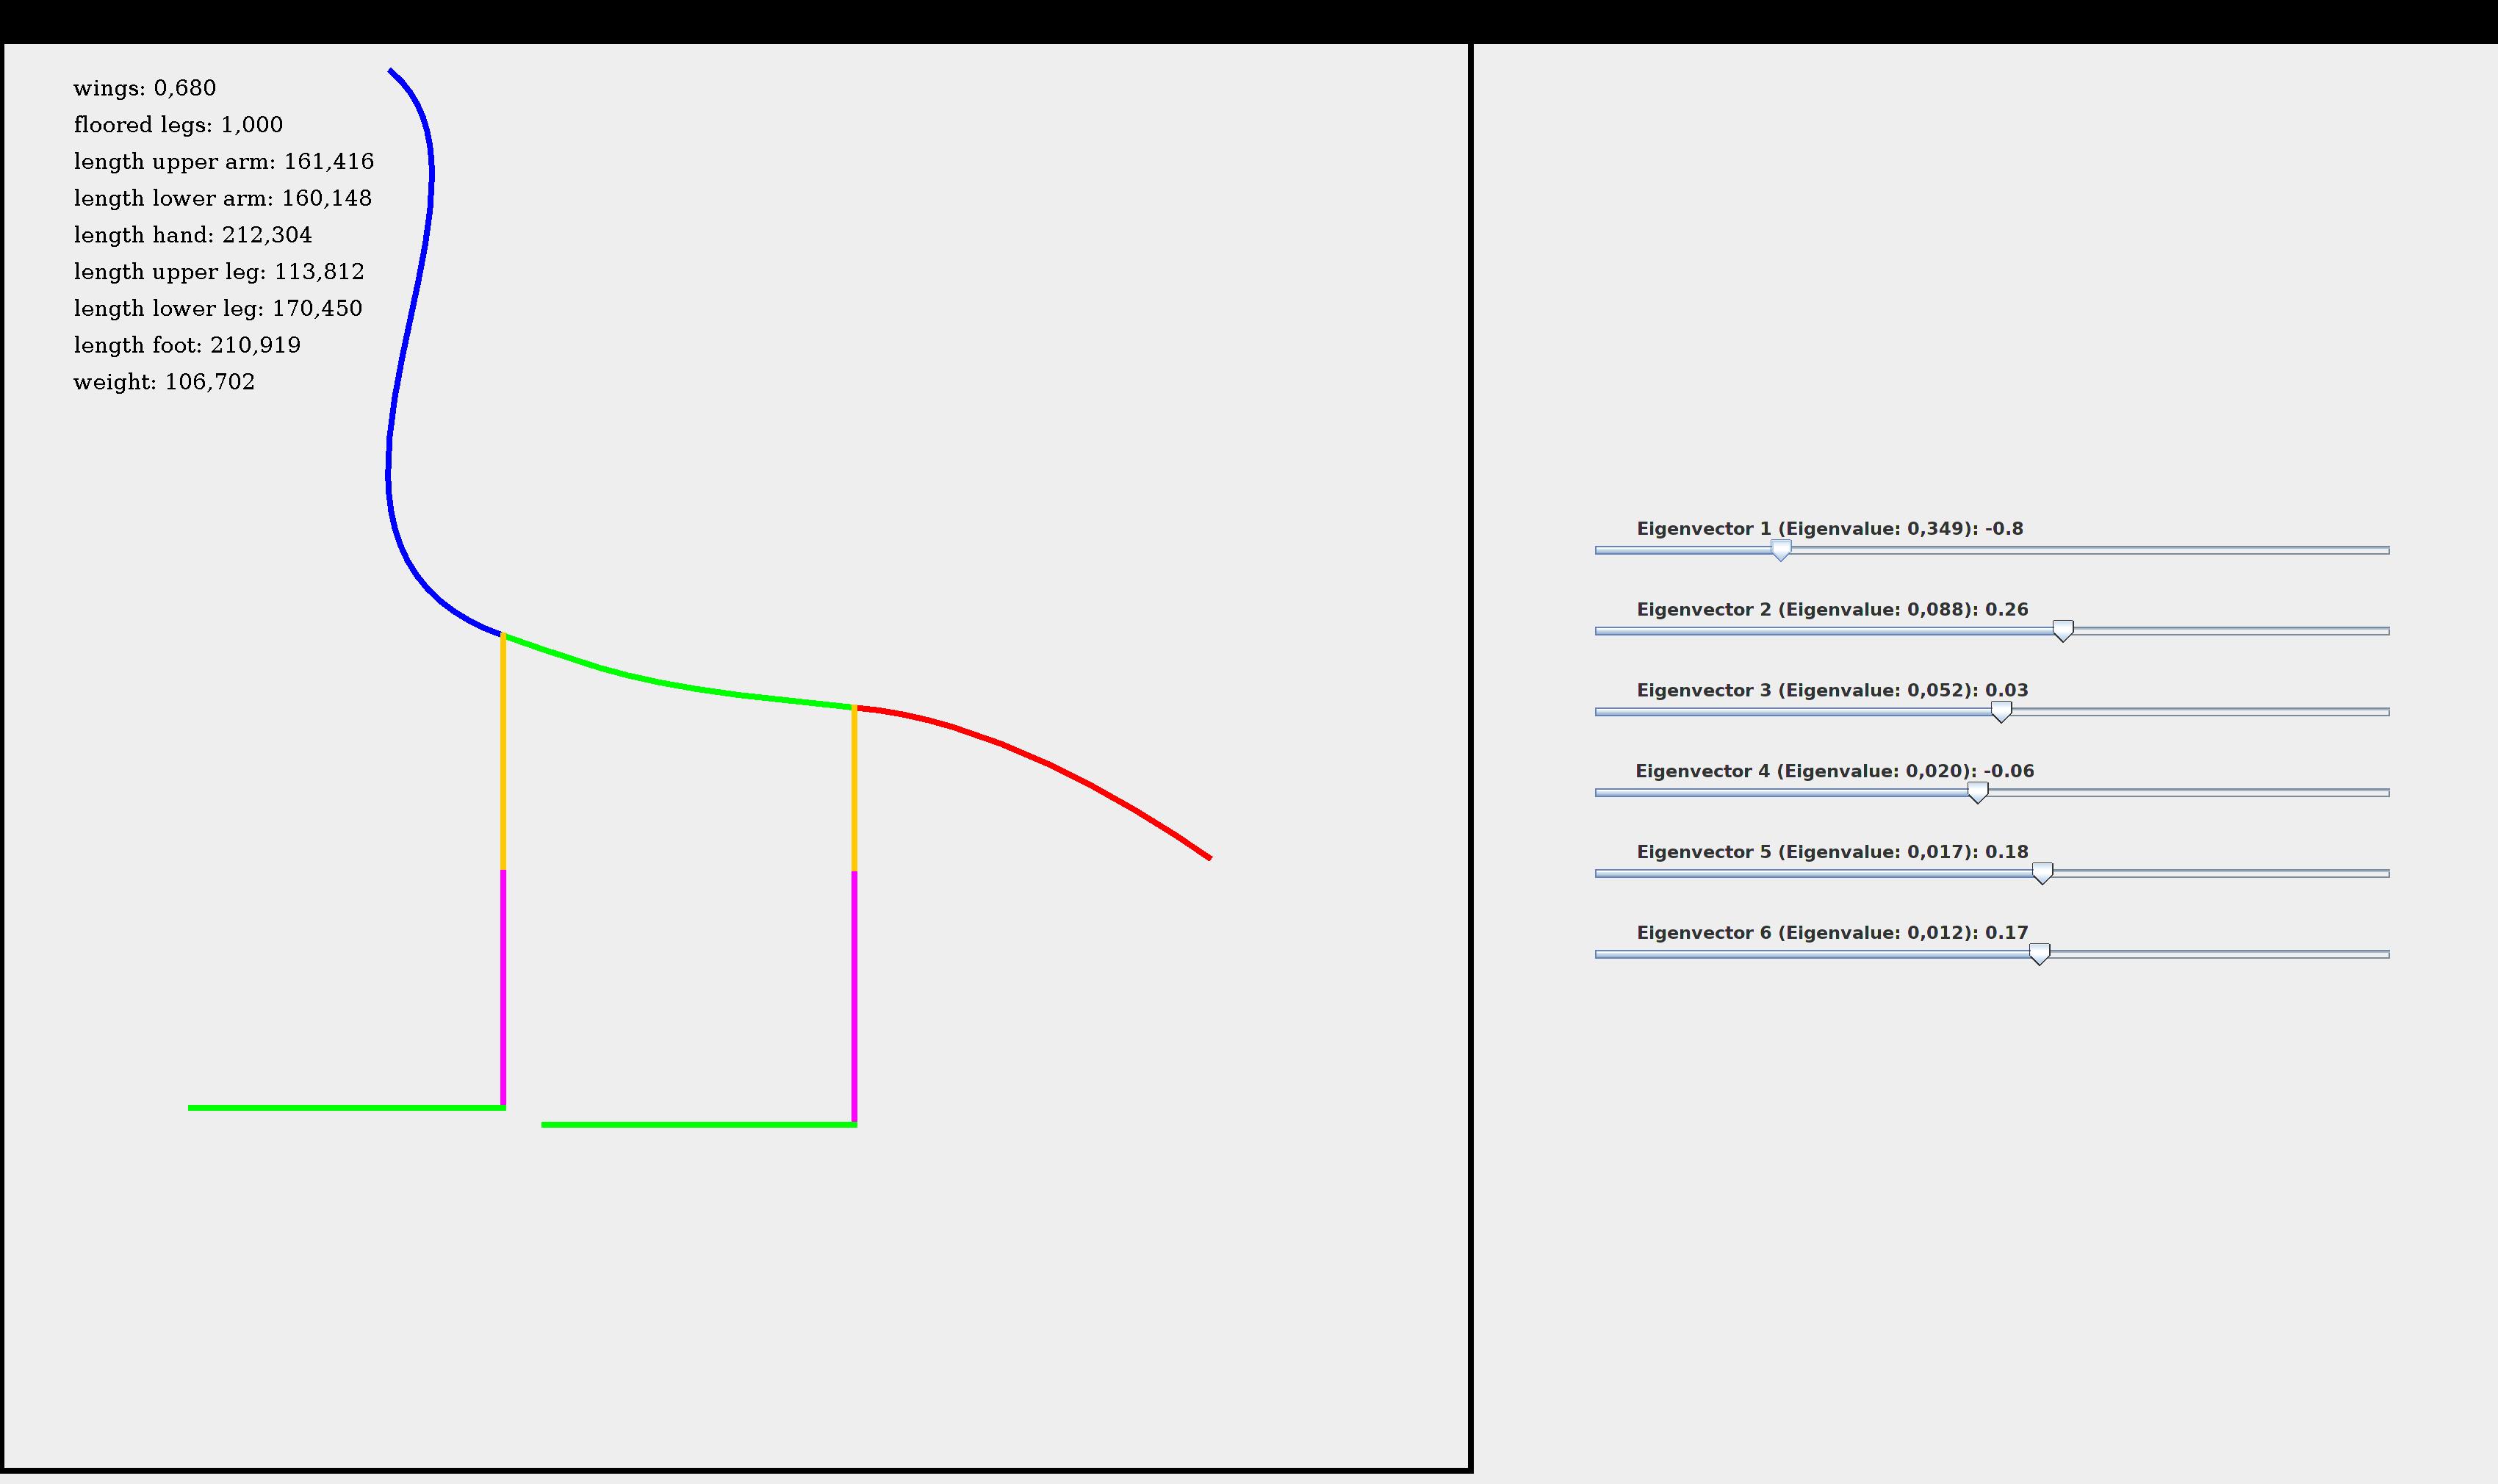 wings: 0,680
floored legs: 1,000
length upper arm: 161,416
length lower arm: 160,148
length hand: 212,304
length upper leg: 113,812
length lower leg: 170,450
length foot: 210,919
weight: 106,702
Eigenvector 1 (Eigenvalue: 0,349): -0.8
Eigenvector 2 (Eigenvalue: 0,088): 0.26
Eigenvector 3 (Eigenvalue: 0,052): 0.03
Eigenvector 4 (Eigenvalue: 0,020): -0.06
Eigenvector 5 (Eigenvalue: 0,017): 0.18
Eigenvector 6 (Eigenvalue: 0,012): 0.17